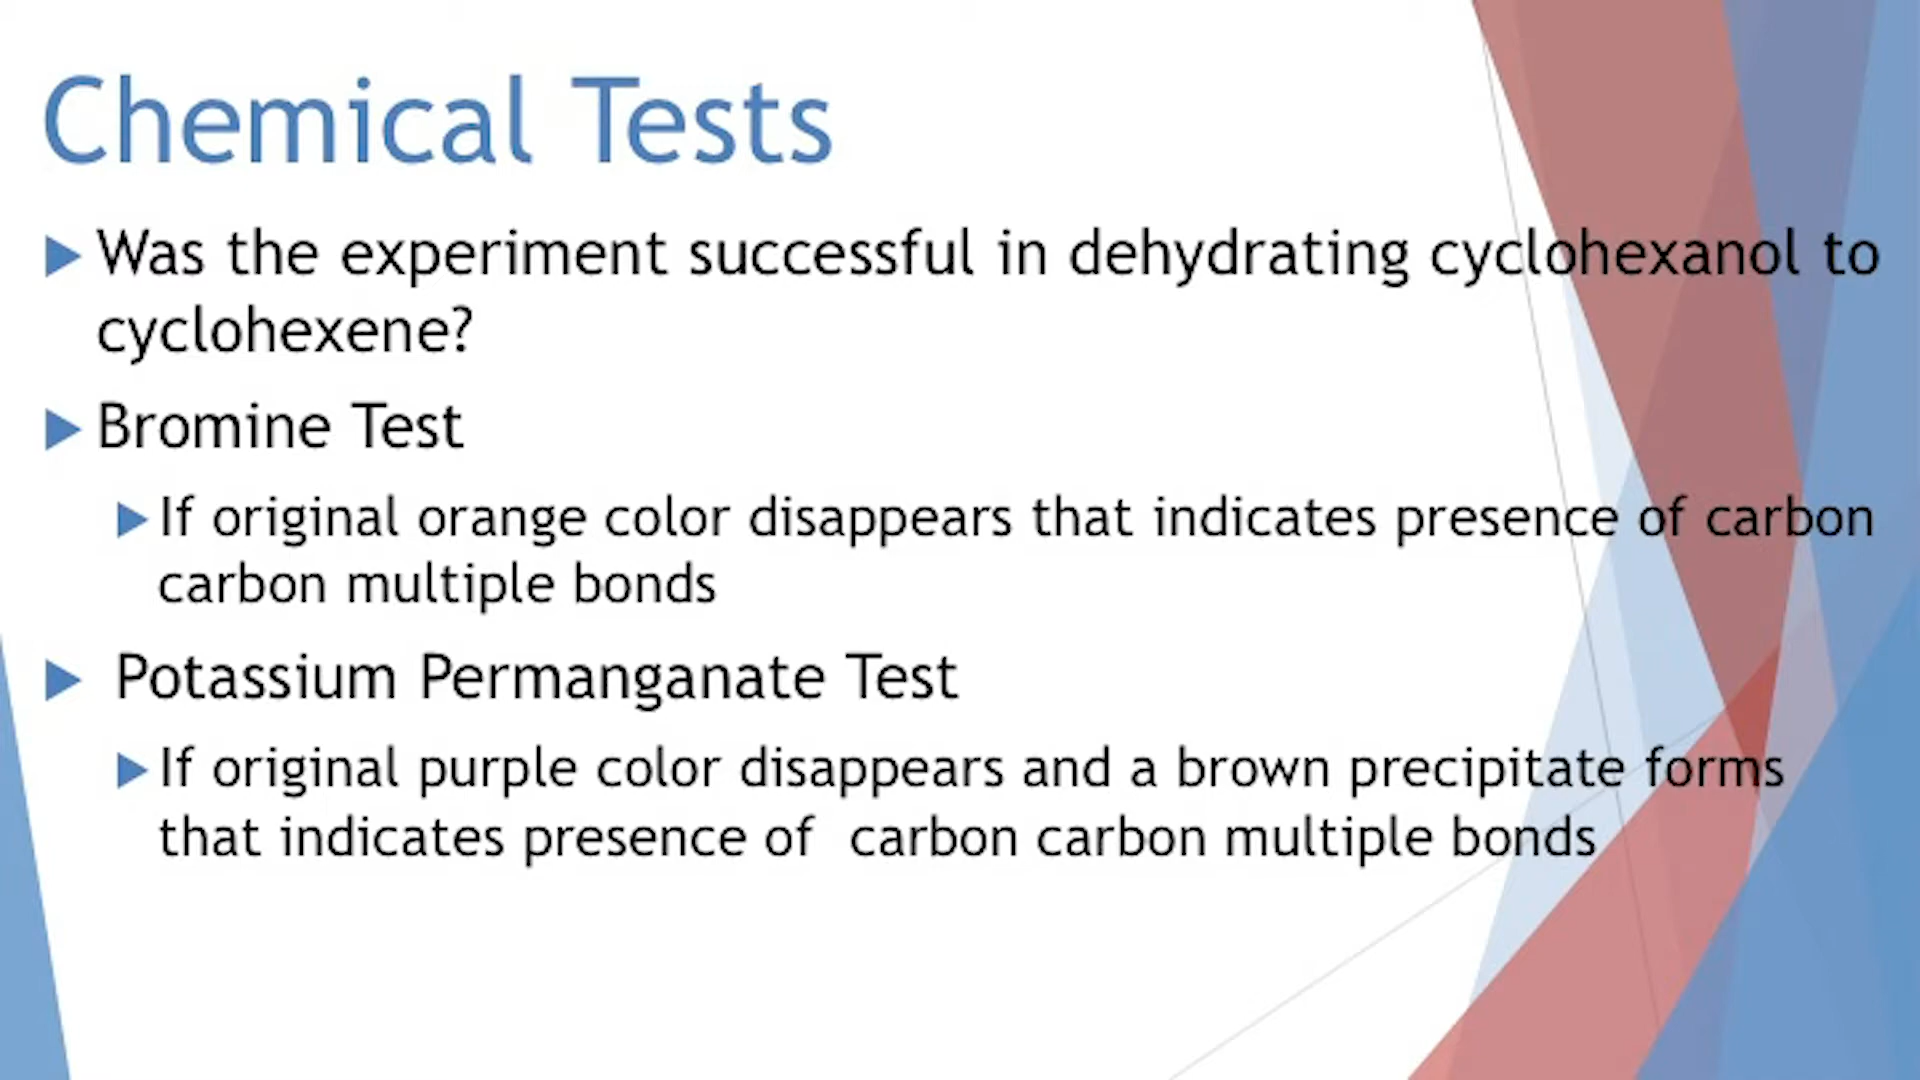 Chemical Tests
Was the experiment successful in dehydrating cyclohexanol to
cyclohexene?
Bromine Test
If original orange color disappears that indicates presence of carbon
carbon multiple bonds
Potassium Permanganate Test
If original purple color disappears and a brown precipitate forms
that indicates presence of carbon carbon multiple bonds